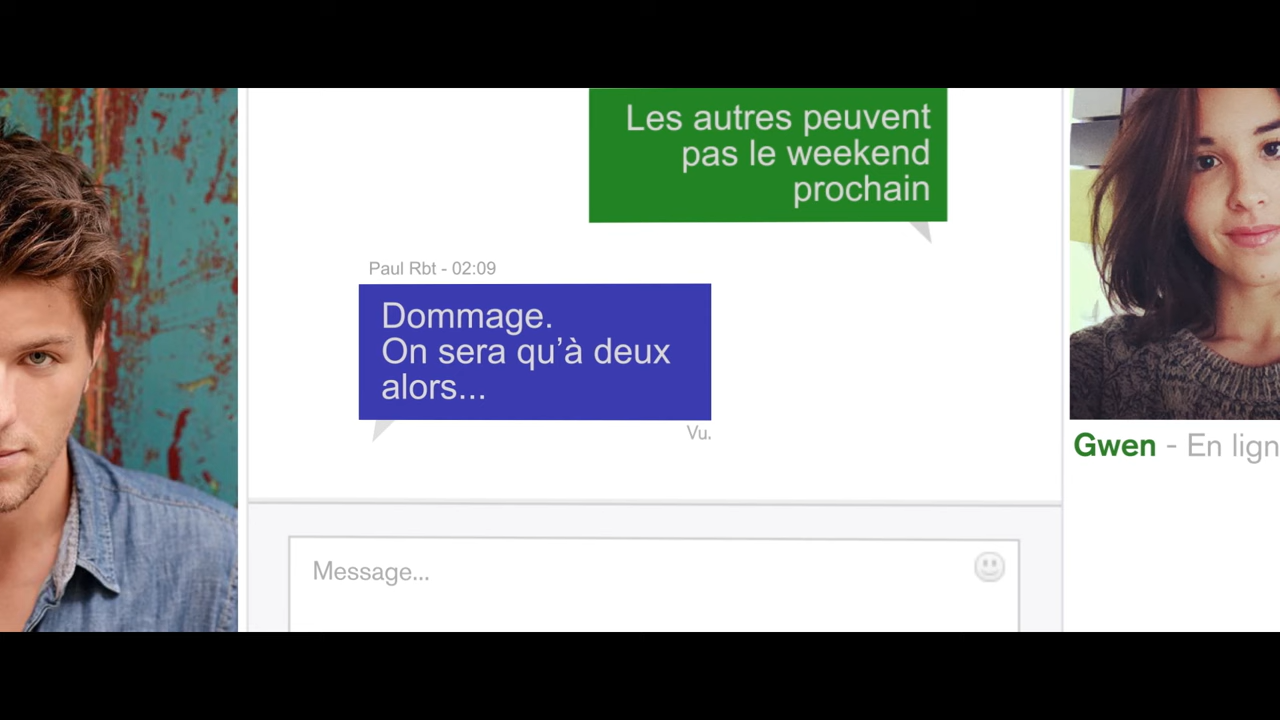 Les autres peuvent
pas le weekend
prochain
Paul Rbt - 02:09
Dommage.
On sera qu’à deux
alors...
Vu.
Gwen - En lign
Message...